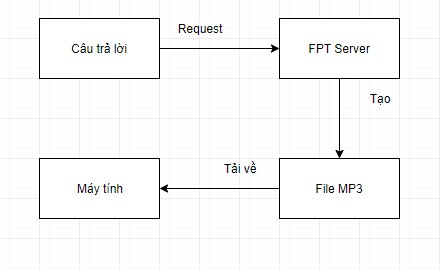 Request
Câu trả lời
FPT Server
Tạo
Tải về
Máy tính
File MP3